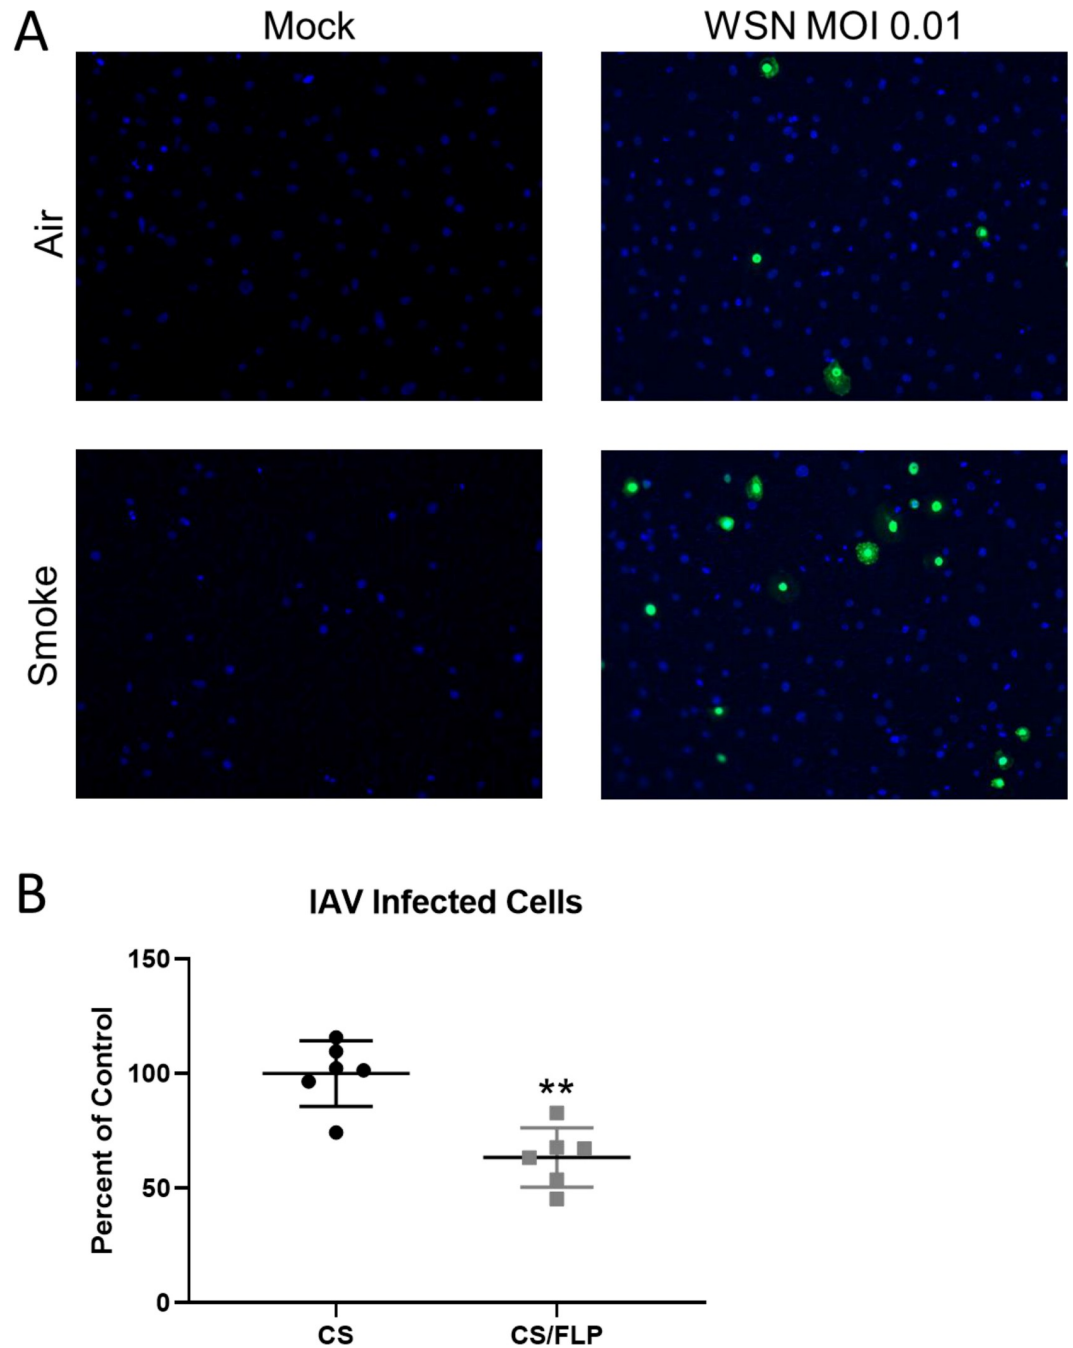 A
Mock
WSN MOI 0.01
Air
Smoke
B
IAV Infected Cells
Percent of Control
150
100
50
0
**
CS
CS/FLP